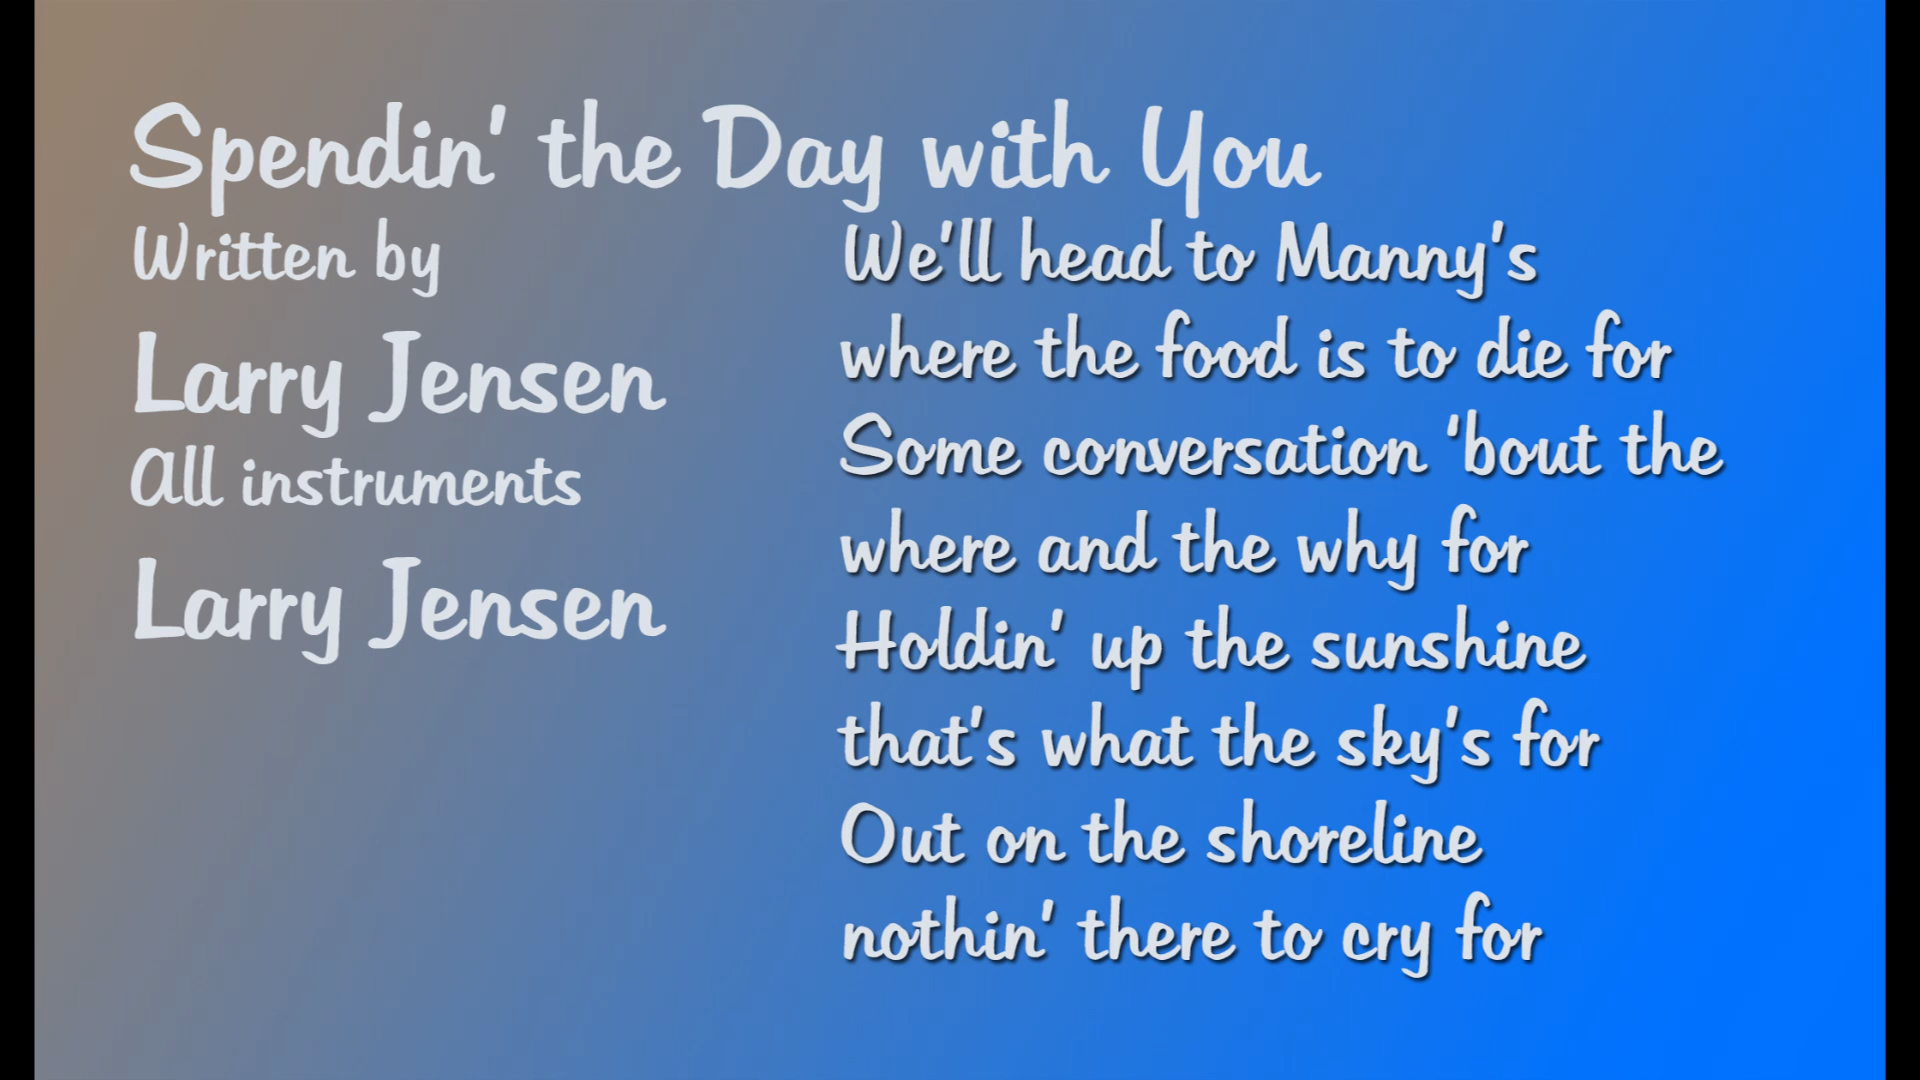 Spendin' the Day with You
Written by
Larry Jensen
All instruments
Larry Jensen
We'll head to Manny's
where the food is to die for
Some conversation 'bout the
where and the why for
Holdin' up the sunshine
that's what the sky's for
Out on the shoreline
nothin' there to cry for